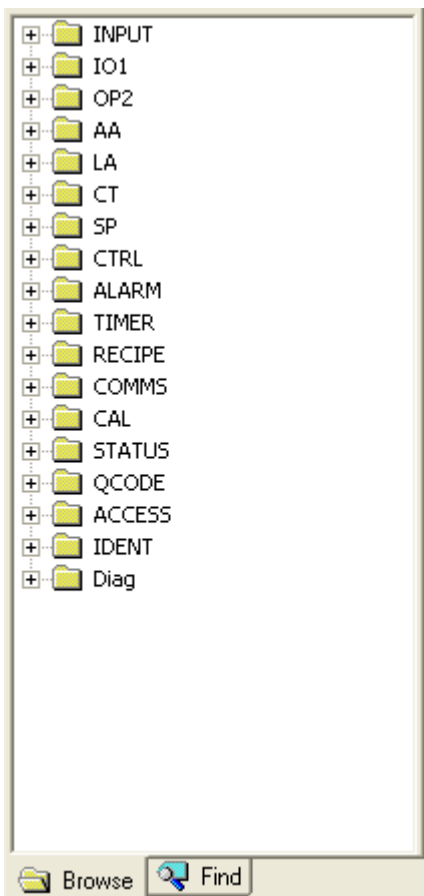 INPUT
IO1
OP2
AA
LA
CT
SP
CTRL
ALARM
TIMER
RECIPE
COMMS
CAL
STATUS
QCODE
ACCESS
IDENT
Diag
Browse Find